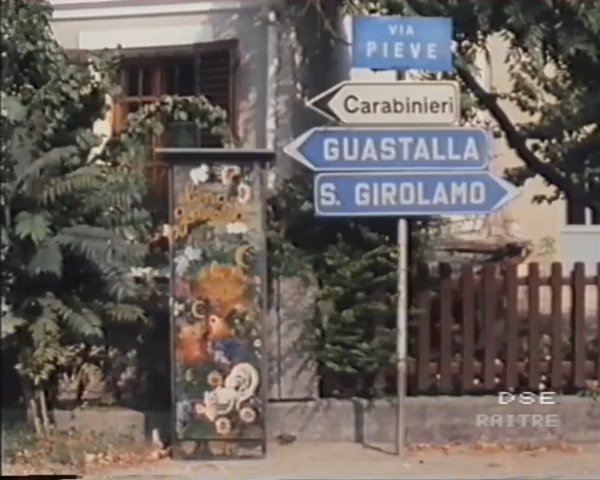 VIA
PIEVE
Carabinieri
GUASTALLA
S. GIROLAMO
DSE
RAITRE